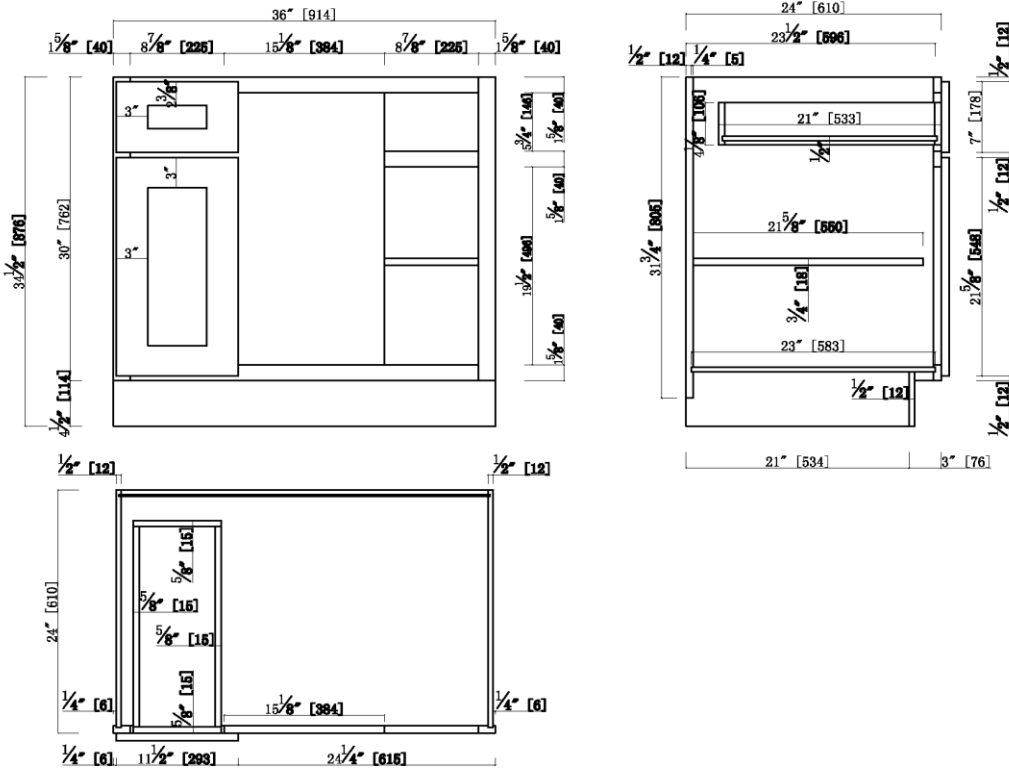 36" [914]
1 5/8" [40]
8 7/8" [225]
15 1/8" [384]
8 7/8" [225]
1 5/8" [40]
3"
2 3/8"
3"
3"
34 1/2" [876]
30" [762]
4 1/2" [114]
5 3/4" [146]
1 5/8" [40]
1 5/8" [40]
19 1/2" [496]
1 5/8" [40]
24" [610]
23 1/2" [596]
1/2" [12]
1/4" [5]
1/2" [12]
4 1/8" [106]
21" [533]
1/2"
7" [178]
1/2" [12]
31 3/4" [805]
21 5/8" [550]
3/4" [18]
21 5/8" [548]
23" [583]
1/2" [12]
1/2" [12]
21" [534]
3" [76]
1/2" [12]
1/2" [12]
24" [610]
5/8" [15]
5/8" [15]
5/8" [15]
5/8" [15]
1/4" [6]
15 1/8" [384]
1/4" [6]
1/4" [6]
11 1/2" [293]
24 1/4" [615]